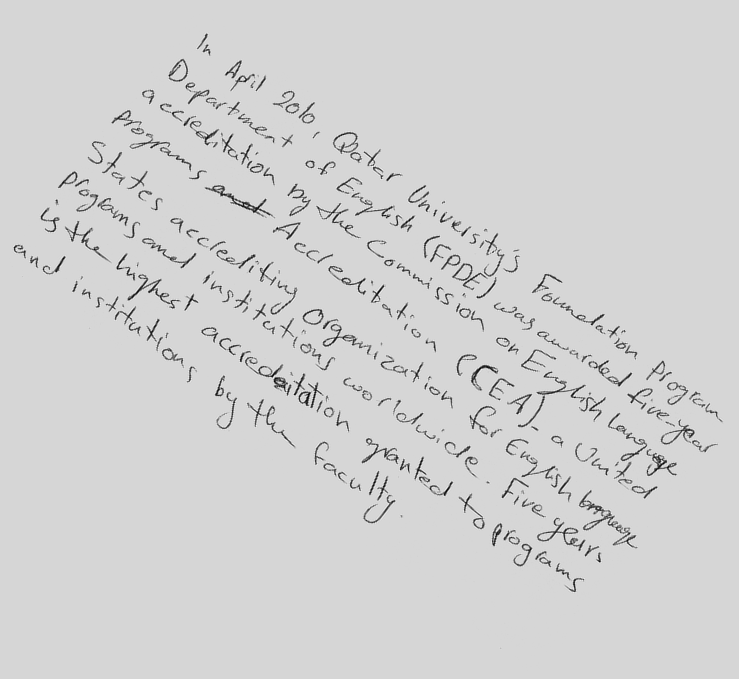 In April 2010, Qatar University's Foundation Program
Department of English (FPDE) was awarded five-year
accreditation by the Commission on English Language
Programs and Accreditation (CEA) - a United
States accrediting Organization for English language
programs and institutions worldwide. Five years
is the highest accreditation granted to programs
and institutions by the faculty.